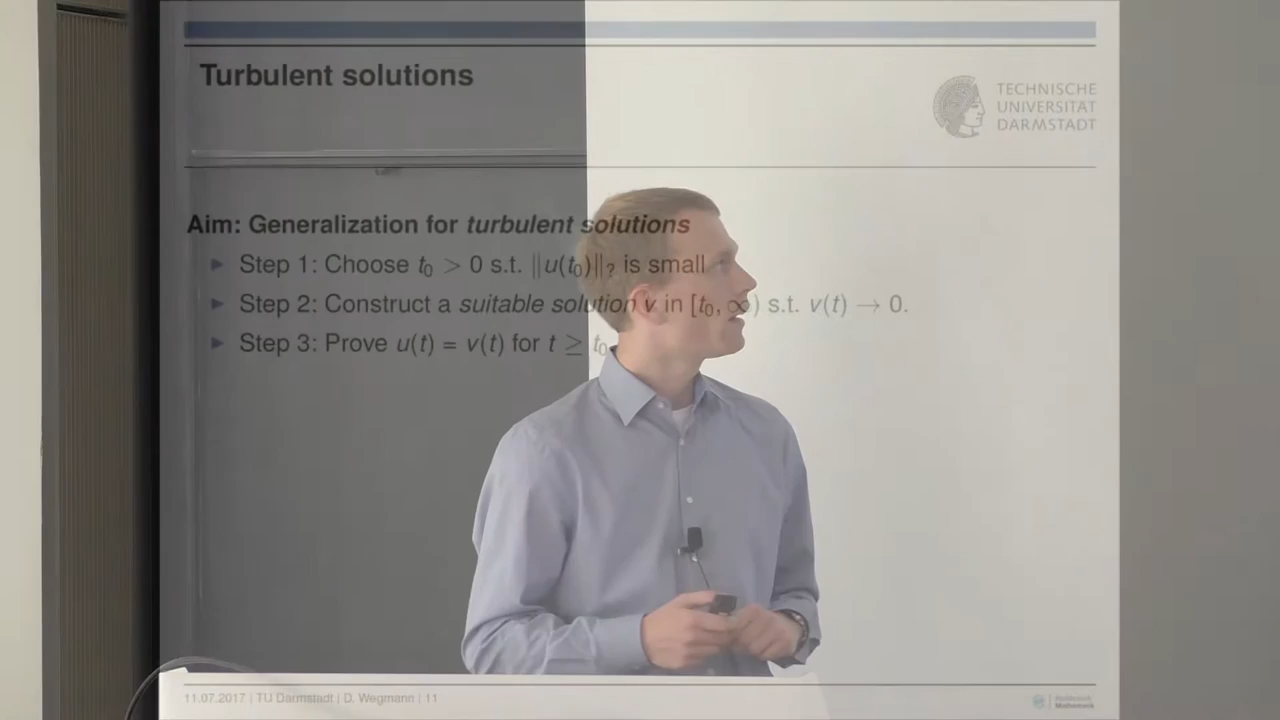 Turbulent solutions
TECHNISCHE
UNIVERSITÄT
DARMSTADT
Aim: Generalization for turbulent solutions
▶ Step 1: Choose t₀ > 0 s.t. ‖u(t₀)‖? is small
▶ Step 2: Construct a suitable solution v in [t₀, ∞) s.t. v(t) → 0.
▶ Step 3: Prove u(t) = v(t) for t ≥ t₀
11.07.2017 | TU Darmstadt | D. Wegmann | 11
Mathematik